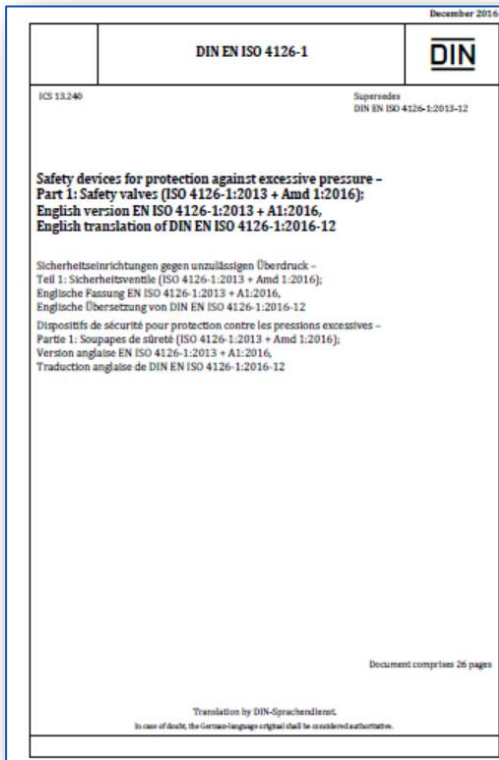 December 2016
DIN EN ISO 4126-1
DIN
ICS 13.240
Supersedes
DIN EN ISO 4126-1:2013-12
Safety devices for protection against excessive pressure –
Part 1: Safety valves (ISO 4126-1:2013 + Amd 1:2016);
English version EN ISO 4126-1:2013 + A1:2016,
English translation of DIN EN ISO 4126-1:2016-12
Sicherheitseinrichtungen gegen unzulässigen Überdruck –
Teil 1: Sicherheitsventile (ISO 4126-1:2013 + Amd 1:2016);
Englische Fassung EN ISO 4126-1:2013 + A1:2016,
Englische Übersetzung von DIN EN ISO 4126-1:2016-12
Dispositifs de sécurité pour protection contre les pressions excessives –
Partie 1: Soupapes de sûreté (ISO 4126-1:2013 + Amd 1:2016);
Version anglaise EN ISO 4126-1:2013 + A1:2016,
Traduction anglaise de DIN EN ISO 4126-1:2016-12
Document comprises 26 pages
Translation by DIN-Sprachendienst.
In case of doubt, the German-language original shall be considered authoritative.